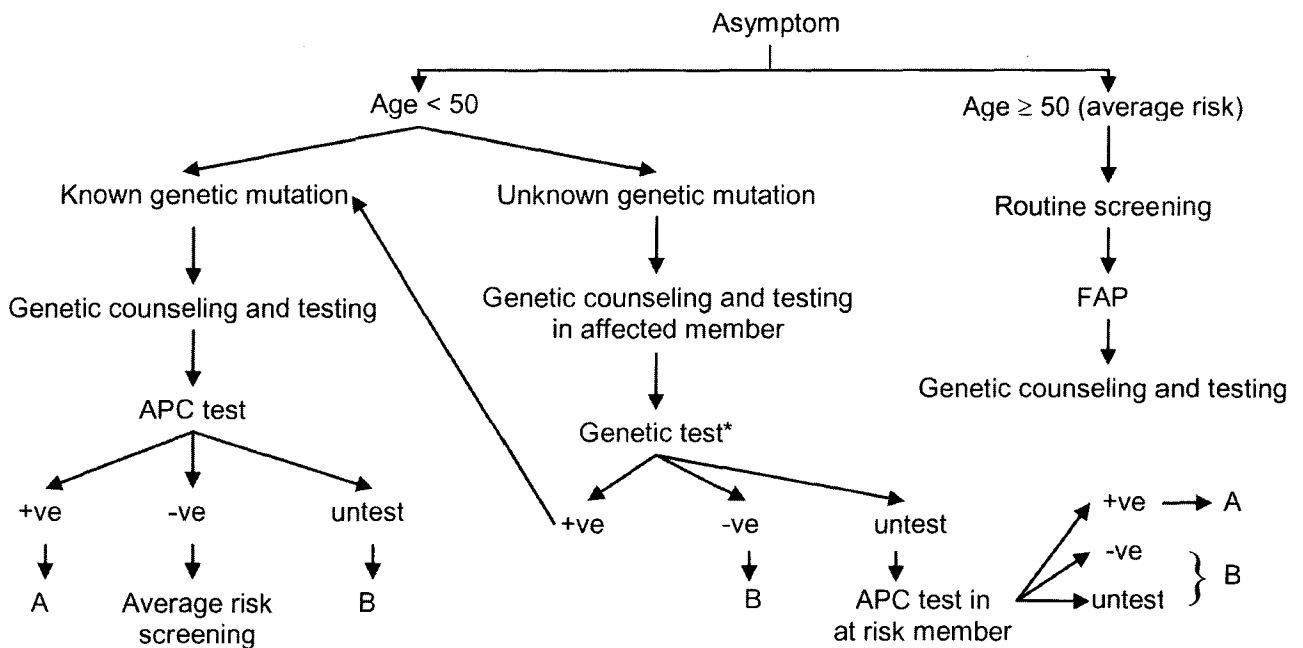 Asymptom
Age < 50
Age ≥ 50 (average risk)
Known genetic mutation
Unknown genetic mutation
Routine screening
Genetic counseling and testing
Genetic counseling and testing
in affected member
FAP
Genetic counseling and testing
APC test
Genetic test*
+ve
-ve
untest
+ve
-ve
untest
+ve
A
-ve
untest
} B
A
Average risk
screening
B
B
APC test in
at risk member